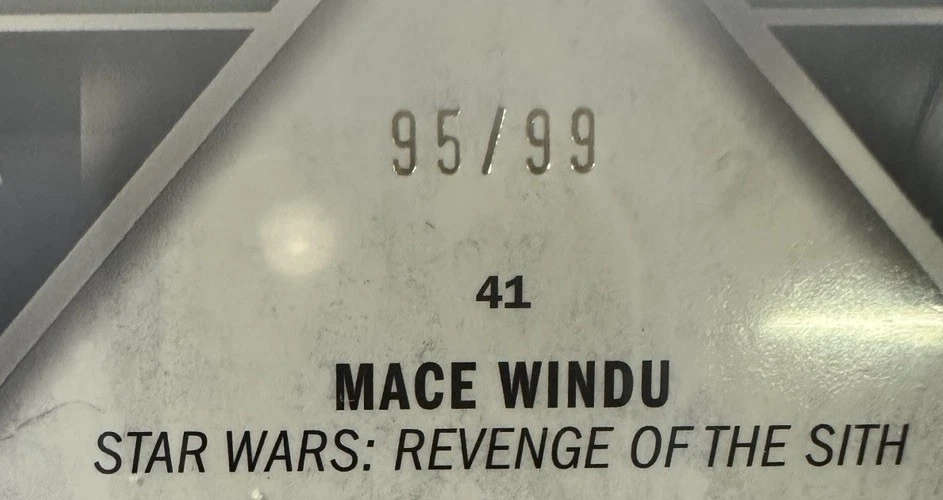 95/99
41
MACE WINDU
STAR WARS: REVENGE OF THE SITH